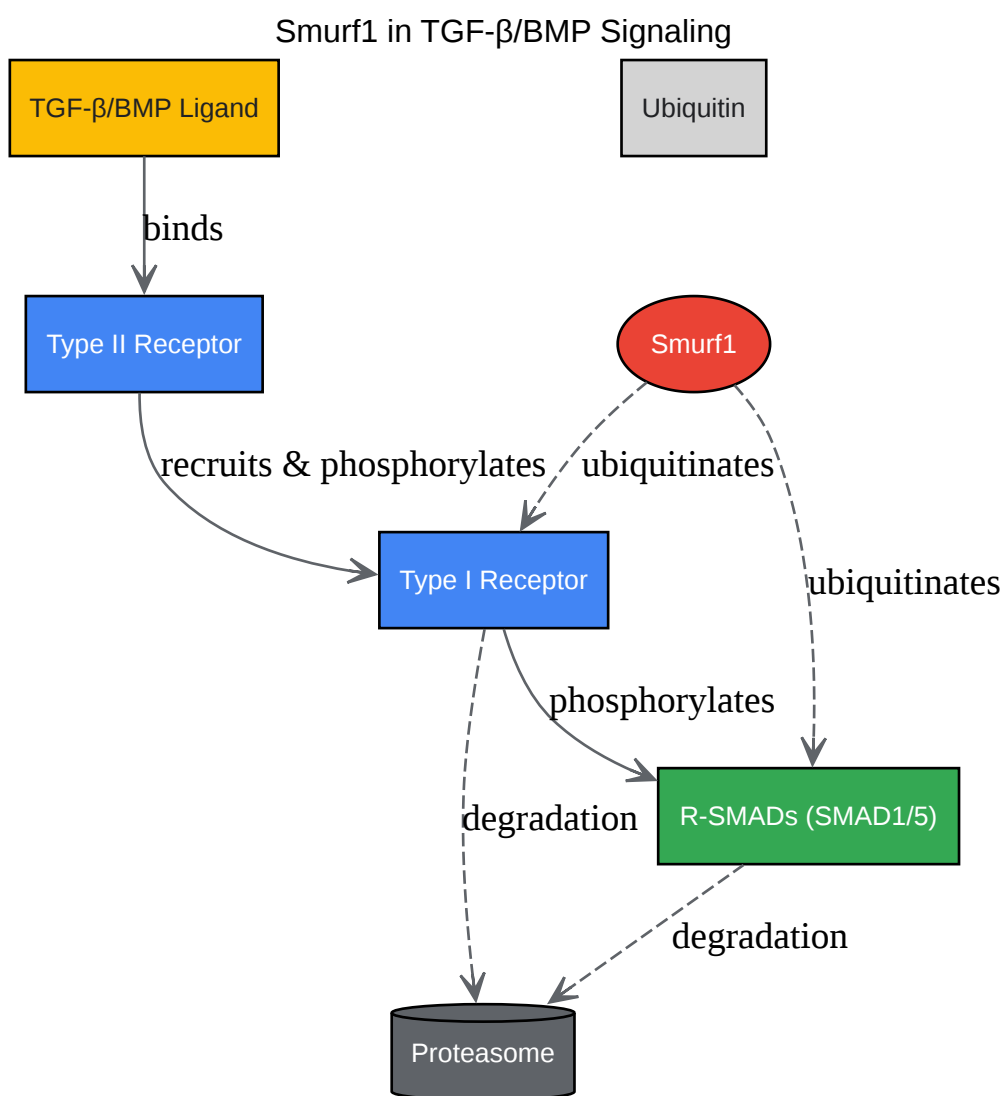 Smurf1 in TGF-β/BMP Signaling
TGF-β/BMP Ligand
Ubiquitin
binds
Type II Receptor
Smurf1
recruits & phosphorylates
ubiquitinates
Type I Receptor
ubiquitinates
phosphorylates
degradation
R-SMADs (SMAD1/5)
degradation
Proteasome